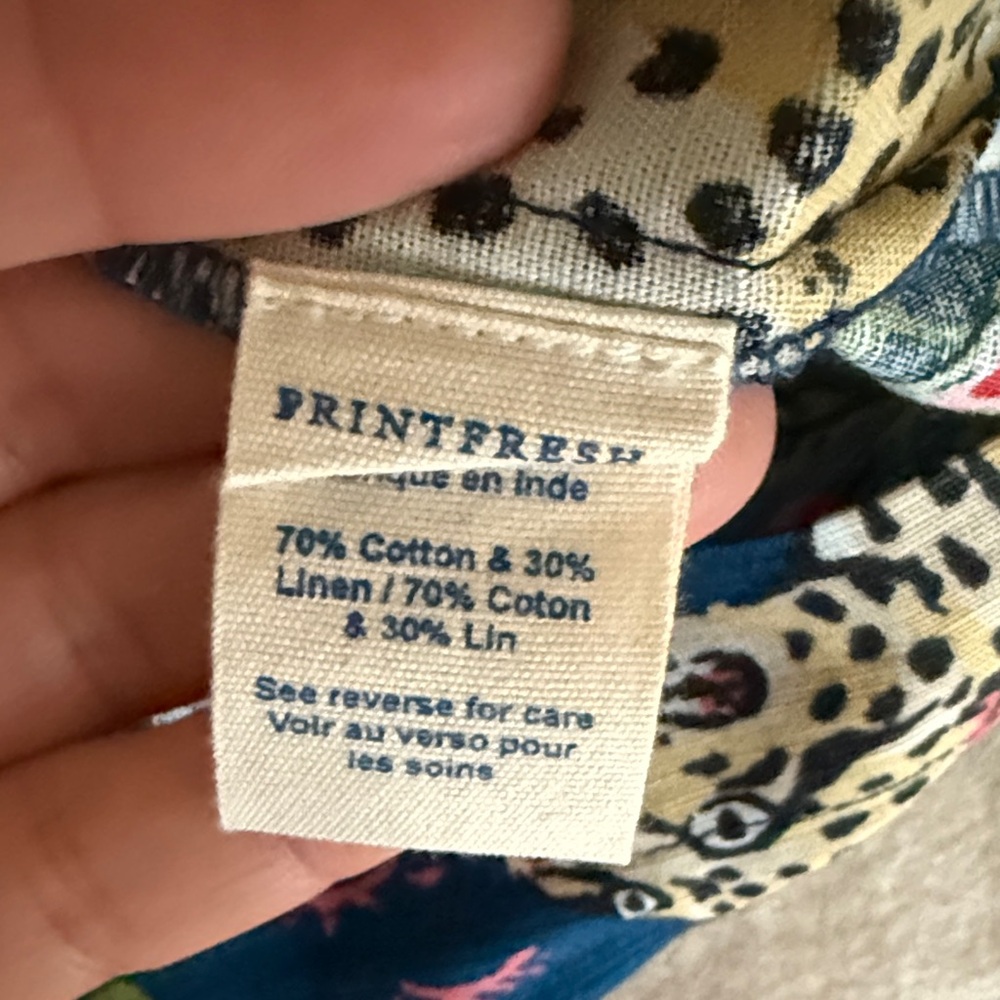 PRINTFRESH
en Inde
70% Cotton & 30%
Linen / 70% Coton
& 30% Lin
See reverse for care
Voir au verso pour
les soins